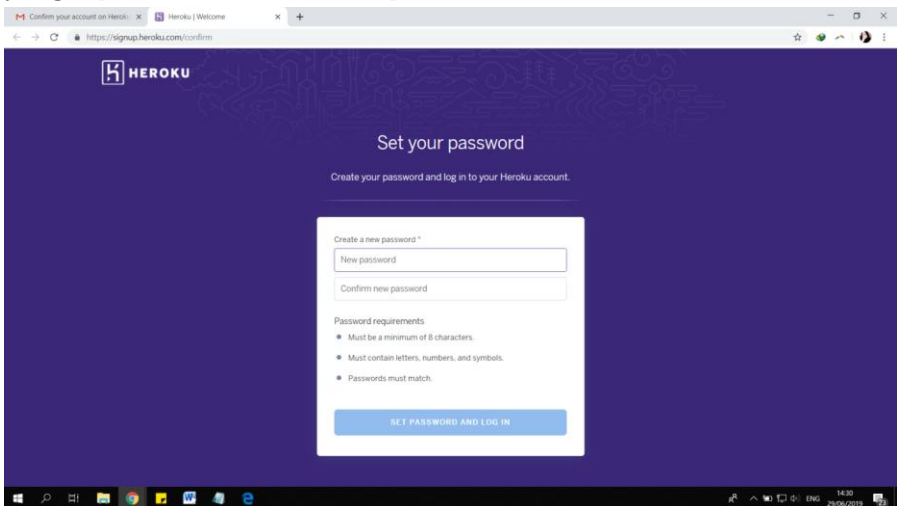 Confirm your account on Heroku
Heroku | Welcome
https://signup.heroku.com/confirm
HEROKU
Set your password
Create your password and log in to your Heroku account.
Create a new password *
New password
Confirm new password
Password requirements
Must be a minimum of 8 characters.
Must contain letters, numbers, and symbols.
Passwords must match.
SET PASSWORD AND LOG IN
ENG
14:30
29/06/2019